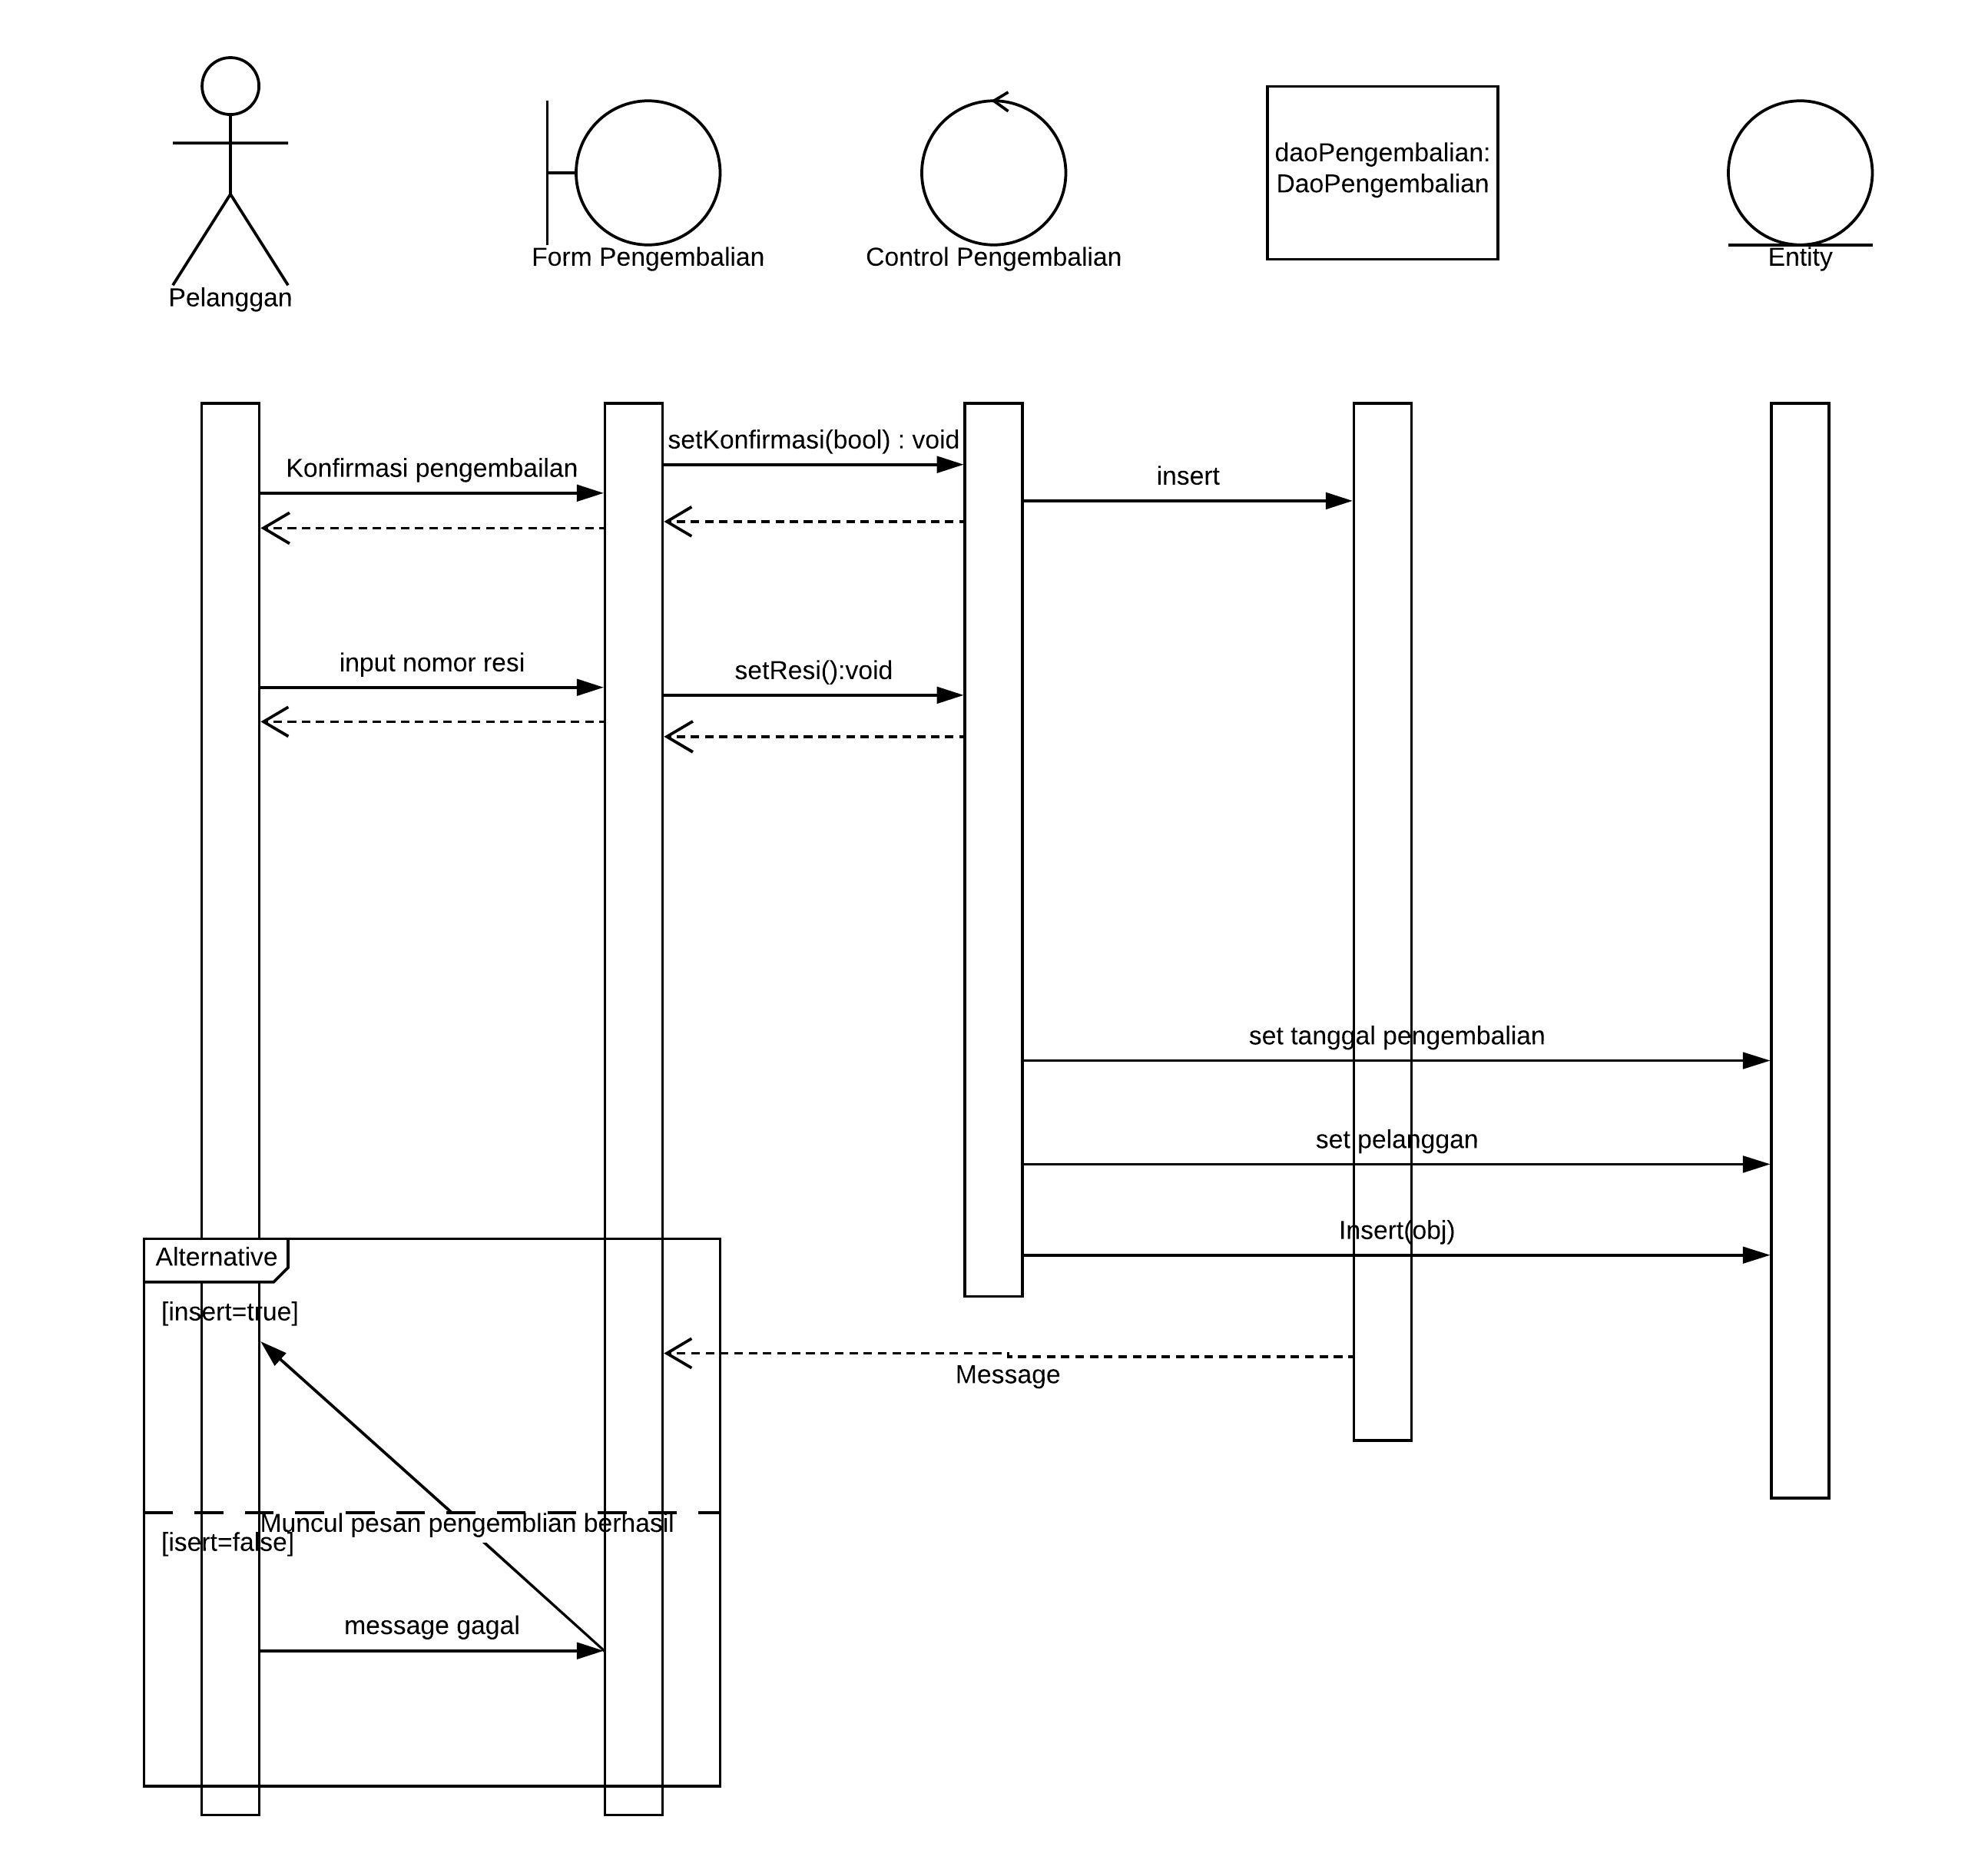 Pelanggan
Form Pengembalian
Control Pengembalian
daoPengembalian:
DaoPengembalian
Entity
setKonfirmasi(bool) : void
Konfirmasi pengembailan
insert
input nomor resi
setResi():void
set tanggal pengembalian
set pelanggan
Insert(obj)
Alternative
[insert=true]
Message
Muncul pesan pengemblian berhasil
[isert=false]
message gagal